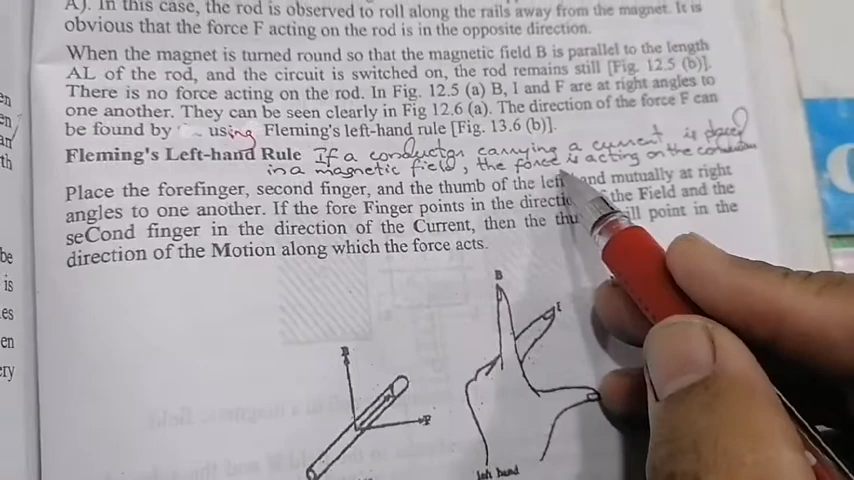 A). In this case, the rod is observed to roll along the rails away from the magnet. It is
obvious that the force F acting on the rod is in the opposite direction.
When the magnet is turned round so that the magnetic field B is parallel to the length
AL of the rod, and the circuit is switched on, the rod remains still [Fig. 12.5 (b)].
There is no force acting on the rod. In Fig. 12.5 (a) B, I and F are at right angles to
one another. They can be seen clearly in Fig 12.6 (a). The direction of the force F can
be found by using Fleming's left-hand rule [Fig. 13.6 (b)].
Fleming's Left-hand Rule If a conductor carrying a current is placed
in a magnetic field, the force is acting on the conductor
Place the forefinger, second finger, and the thumb of the left hand mutually at right
angles to one another. If the fore Finger points in the direction of the Field and the
seCond finger in the direction of the Current, then the thumb will point in the
direction of the Motion along which the force acts.
B
I
B
F
left hand
en
en
an
th
be
is
es
en
ry